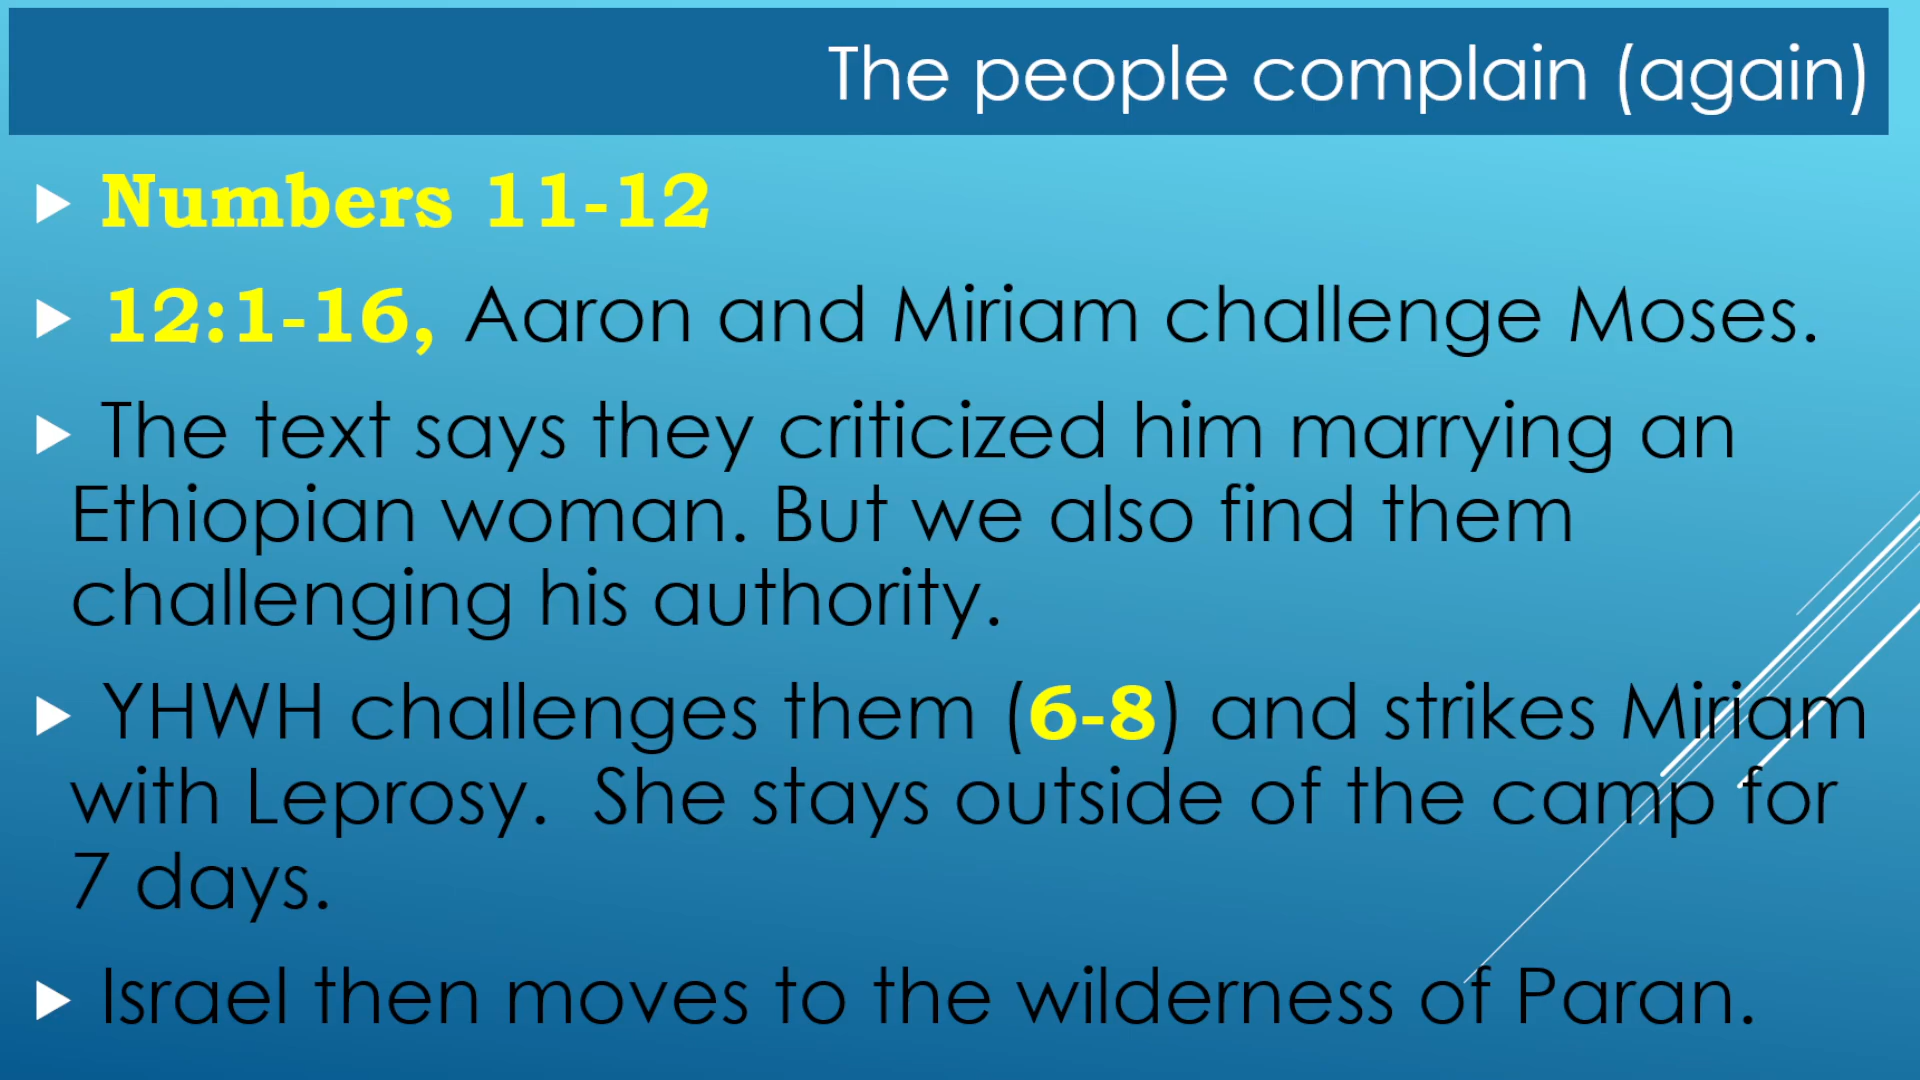 The people complain (again)
Numbers 11-12
12:1-16, Aaron and Miriam challenge Moses.
The text says they criticized him marrying an
Ethiopian woman. But we also find them
challenging his authority.
YHWH challenges them (6-8) and strikes Miriam
with Leprosy.  She stays outside of the camp for
7 days.
Israel then moves to the wilderness of Paran.